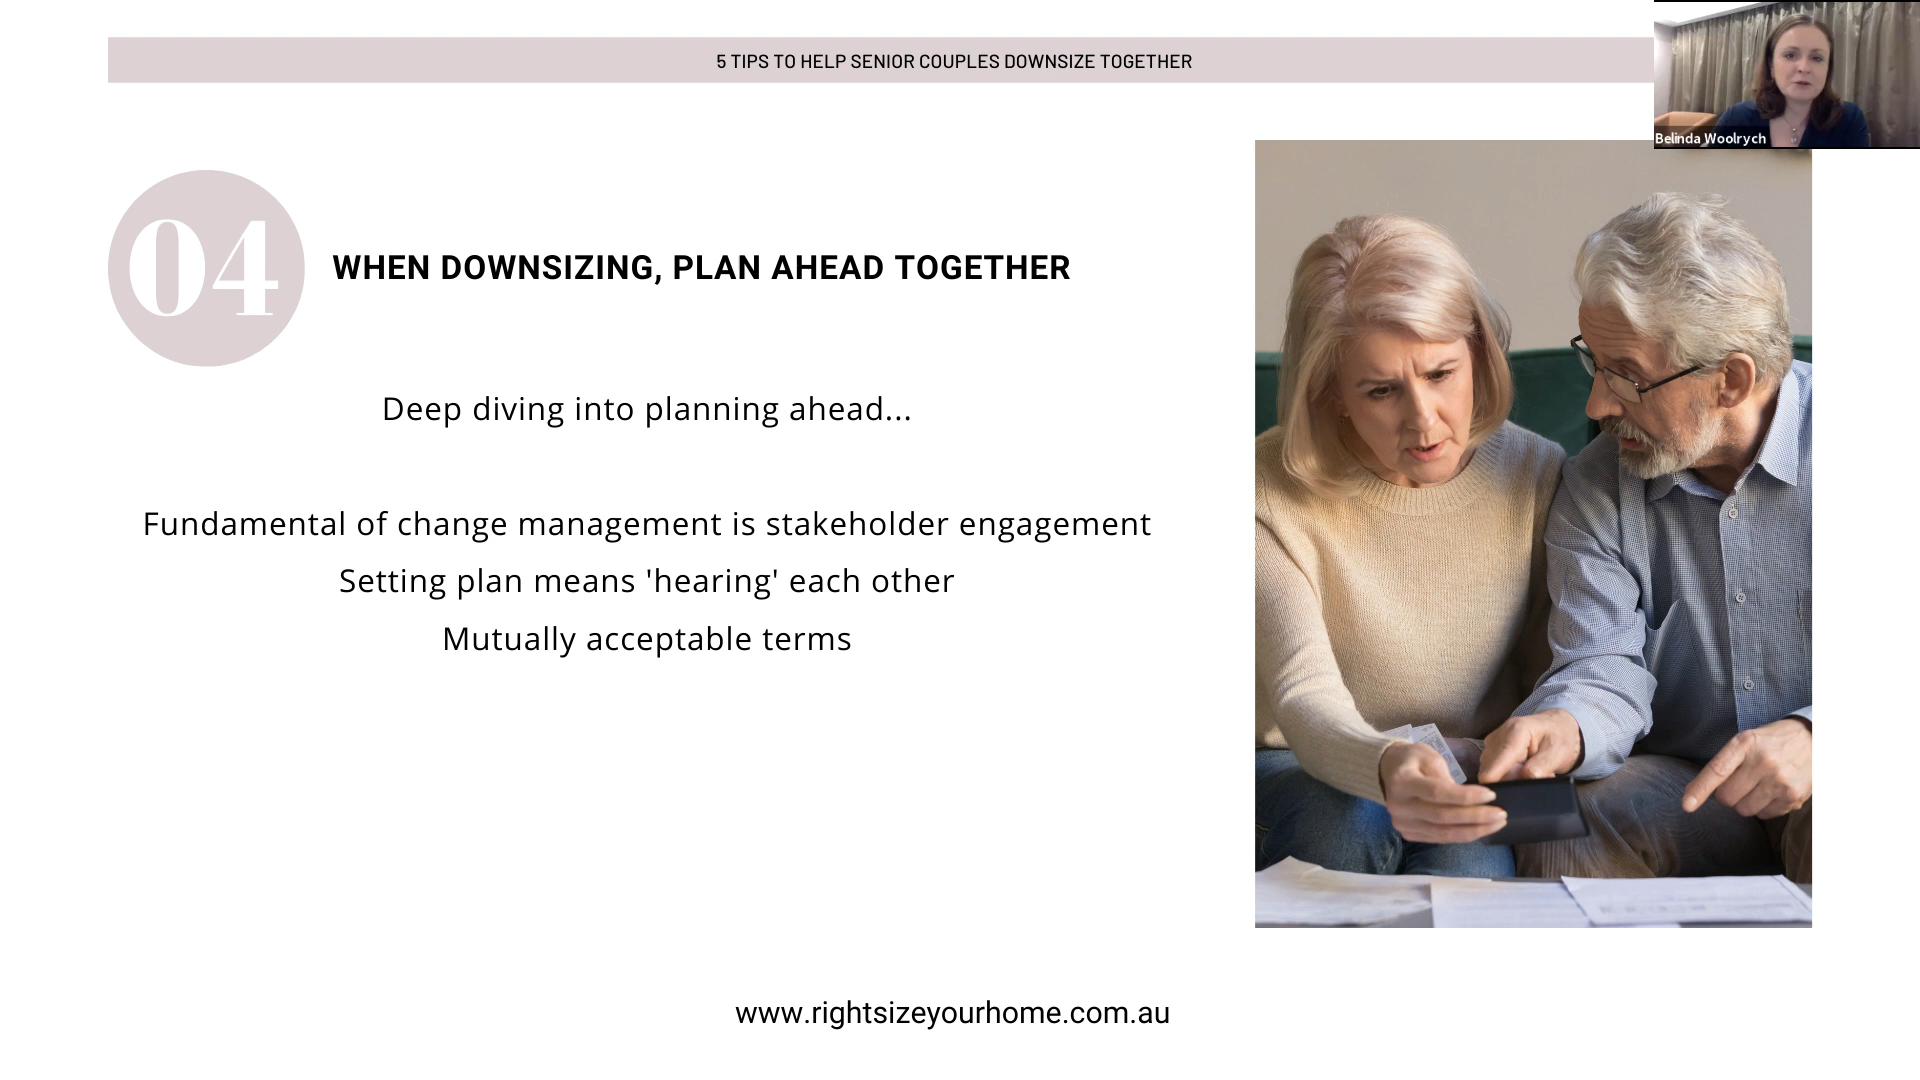 5 TIPS TO HELP SENIOR COUPLES DOWNSIZE TOGETHER
Belinda Woolrych
04
WHEN DOWNSIZING, PLAN AHEAD TOGETHER
Deep diving into planning ahead...
Fundamental of change management is stakeholder engagement
Setting plan means 'hearing' each other
Mutually acceptable terms
www.rightsizeyourhome.com.au